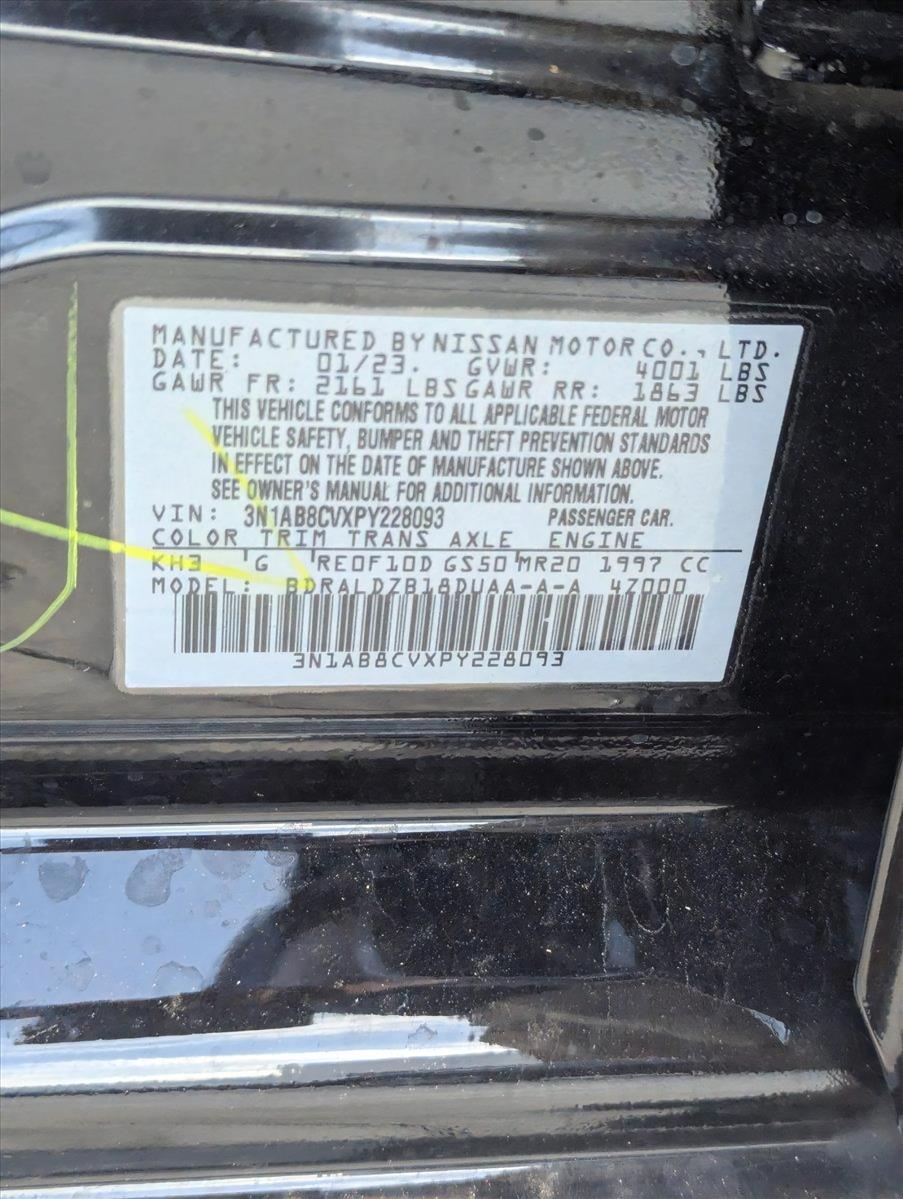 MANUFACTURED BY NISSAN MOTOR CO., LTD.
DATE: 01/23. GVWR: 4001 LBS
GAWR FR: 2161 LBS GAWR RR: 1863 LBS
THIS VEHICLE CONFORMS TO ALL APPLICABLE FEDERAL MOTOR
VEHICLE SAFETY, BUMPER AND THEFT PREVENTION STANDARDS
IN EFFECT ON THE DATE OF MANUFACTURE SHOWN ABOVE.
SEE OWNER'S MANUAL FOR ADDITIONAL INFORMATION.
VIN: 3N1AB8CVXPY228093 PASSENGER CAR.
COLOR TRIM TRANS AXLE ENGINE
KH3 G RE0F10D GS50 MR20 1997 CC
MODEL: BDRALDZB18DUAA-A-A 47000
3N1AB8CVXPY228093